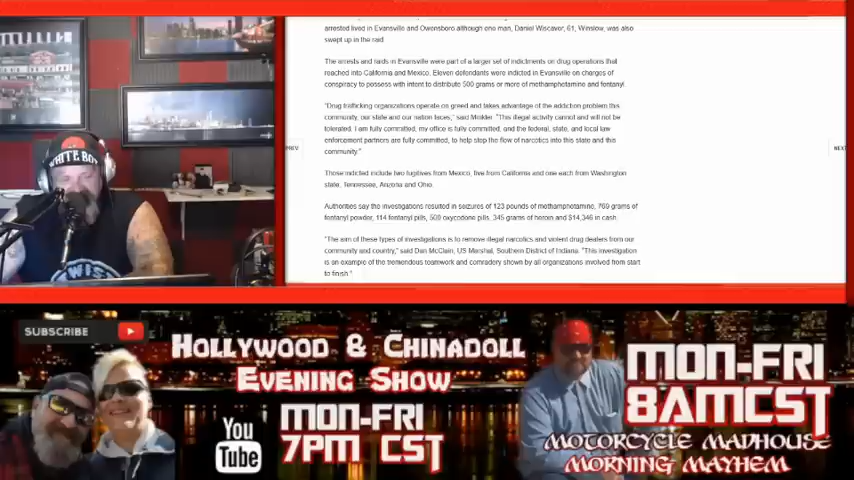 arrested lived in Evansville and Owensboro although one man, Daniel Wiscaver, 61, Winslow, was also
swept up in the raid
The arrests and raids in Evansville were part of a larger set of indictments on drug operations that
reached into California and Mexico. Eleven defendants were indicted in Evansville on charges of
conspiracy to possess with intent to distribute 500 grams or more of methamphetamine and fentanyl.
"Drug trafficking organizations operate on greed and takes advantage of the addiction problem this
community, our state and our nation faces," said Minkler. "This illegal activity cannot and will not be
tolerated. I am fully committed, my office is fully committed, and the federal, state, and local law
enforcement partners are fully committed, to help stop the flow of narcotics into this state and this
community."
PREV
NEXT
Those indicted include two fugitives from Mexico, five from California and one each from Washington
state, Tennessee, Arizona and Ohio.
Authorities say the investigations resulted in seizures of 123 pounds of methamphetamine, 769 grams of
fentanyl powder, 114 fentanyl pills, 500 oxycodone pills, 345 grams of heroin and $14,346 in cash.
"The aim of these types of investigations is to remove illegal narcotics and violent drug dealers from our
community and country," said Dan McClain, US Marshal, Southern District of Indiana. "This investigation
is an example of the tremendous teamwork and comradery shown by all organizations involved from start
to finish."
WHITE BOY
SUBSCRIBE
Hollywood & Chinadoll
Evening Show
You
Tube
MON-FRI
7PM CST
MON-FRI
8AMCST
MOTORCYCLE MADHOUSE
MORNING MAYHEM